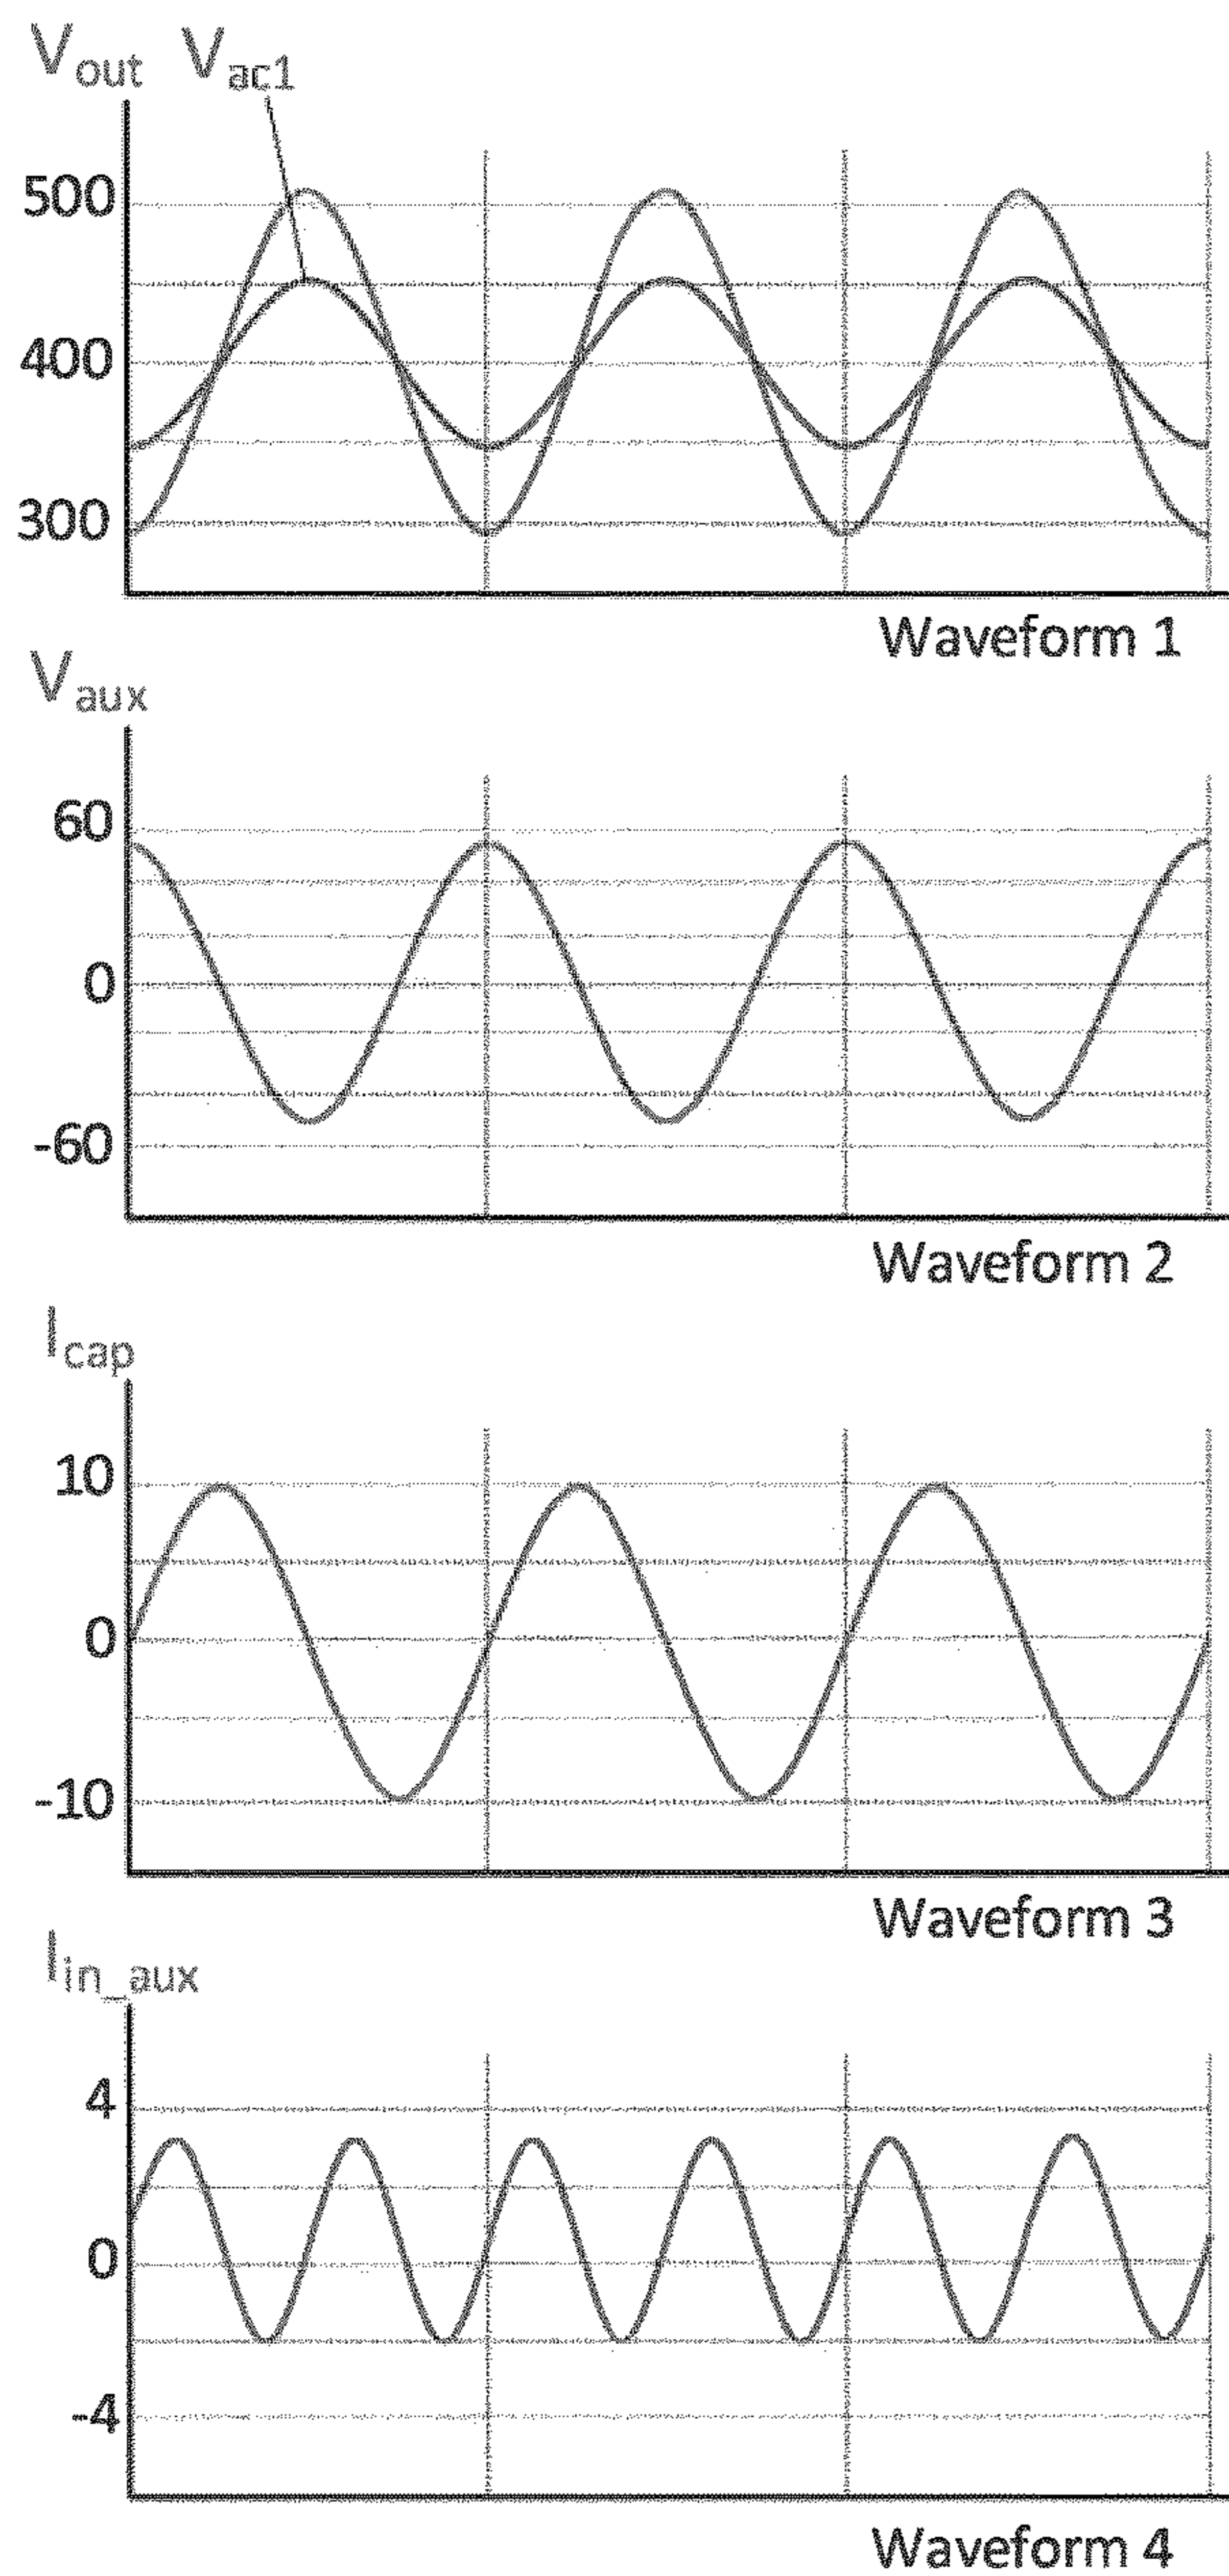 Vout Vac1
500
400
300
Waveform 1
Vaux
60
0
-60
Waveform 2
Icap
10
0
-10
Waveform 3
Iin_aux
4
0
-4
Waveform 4